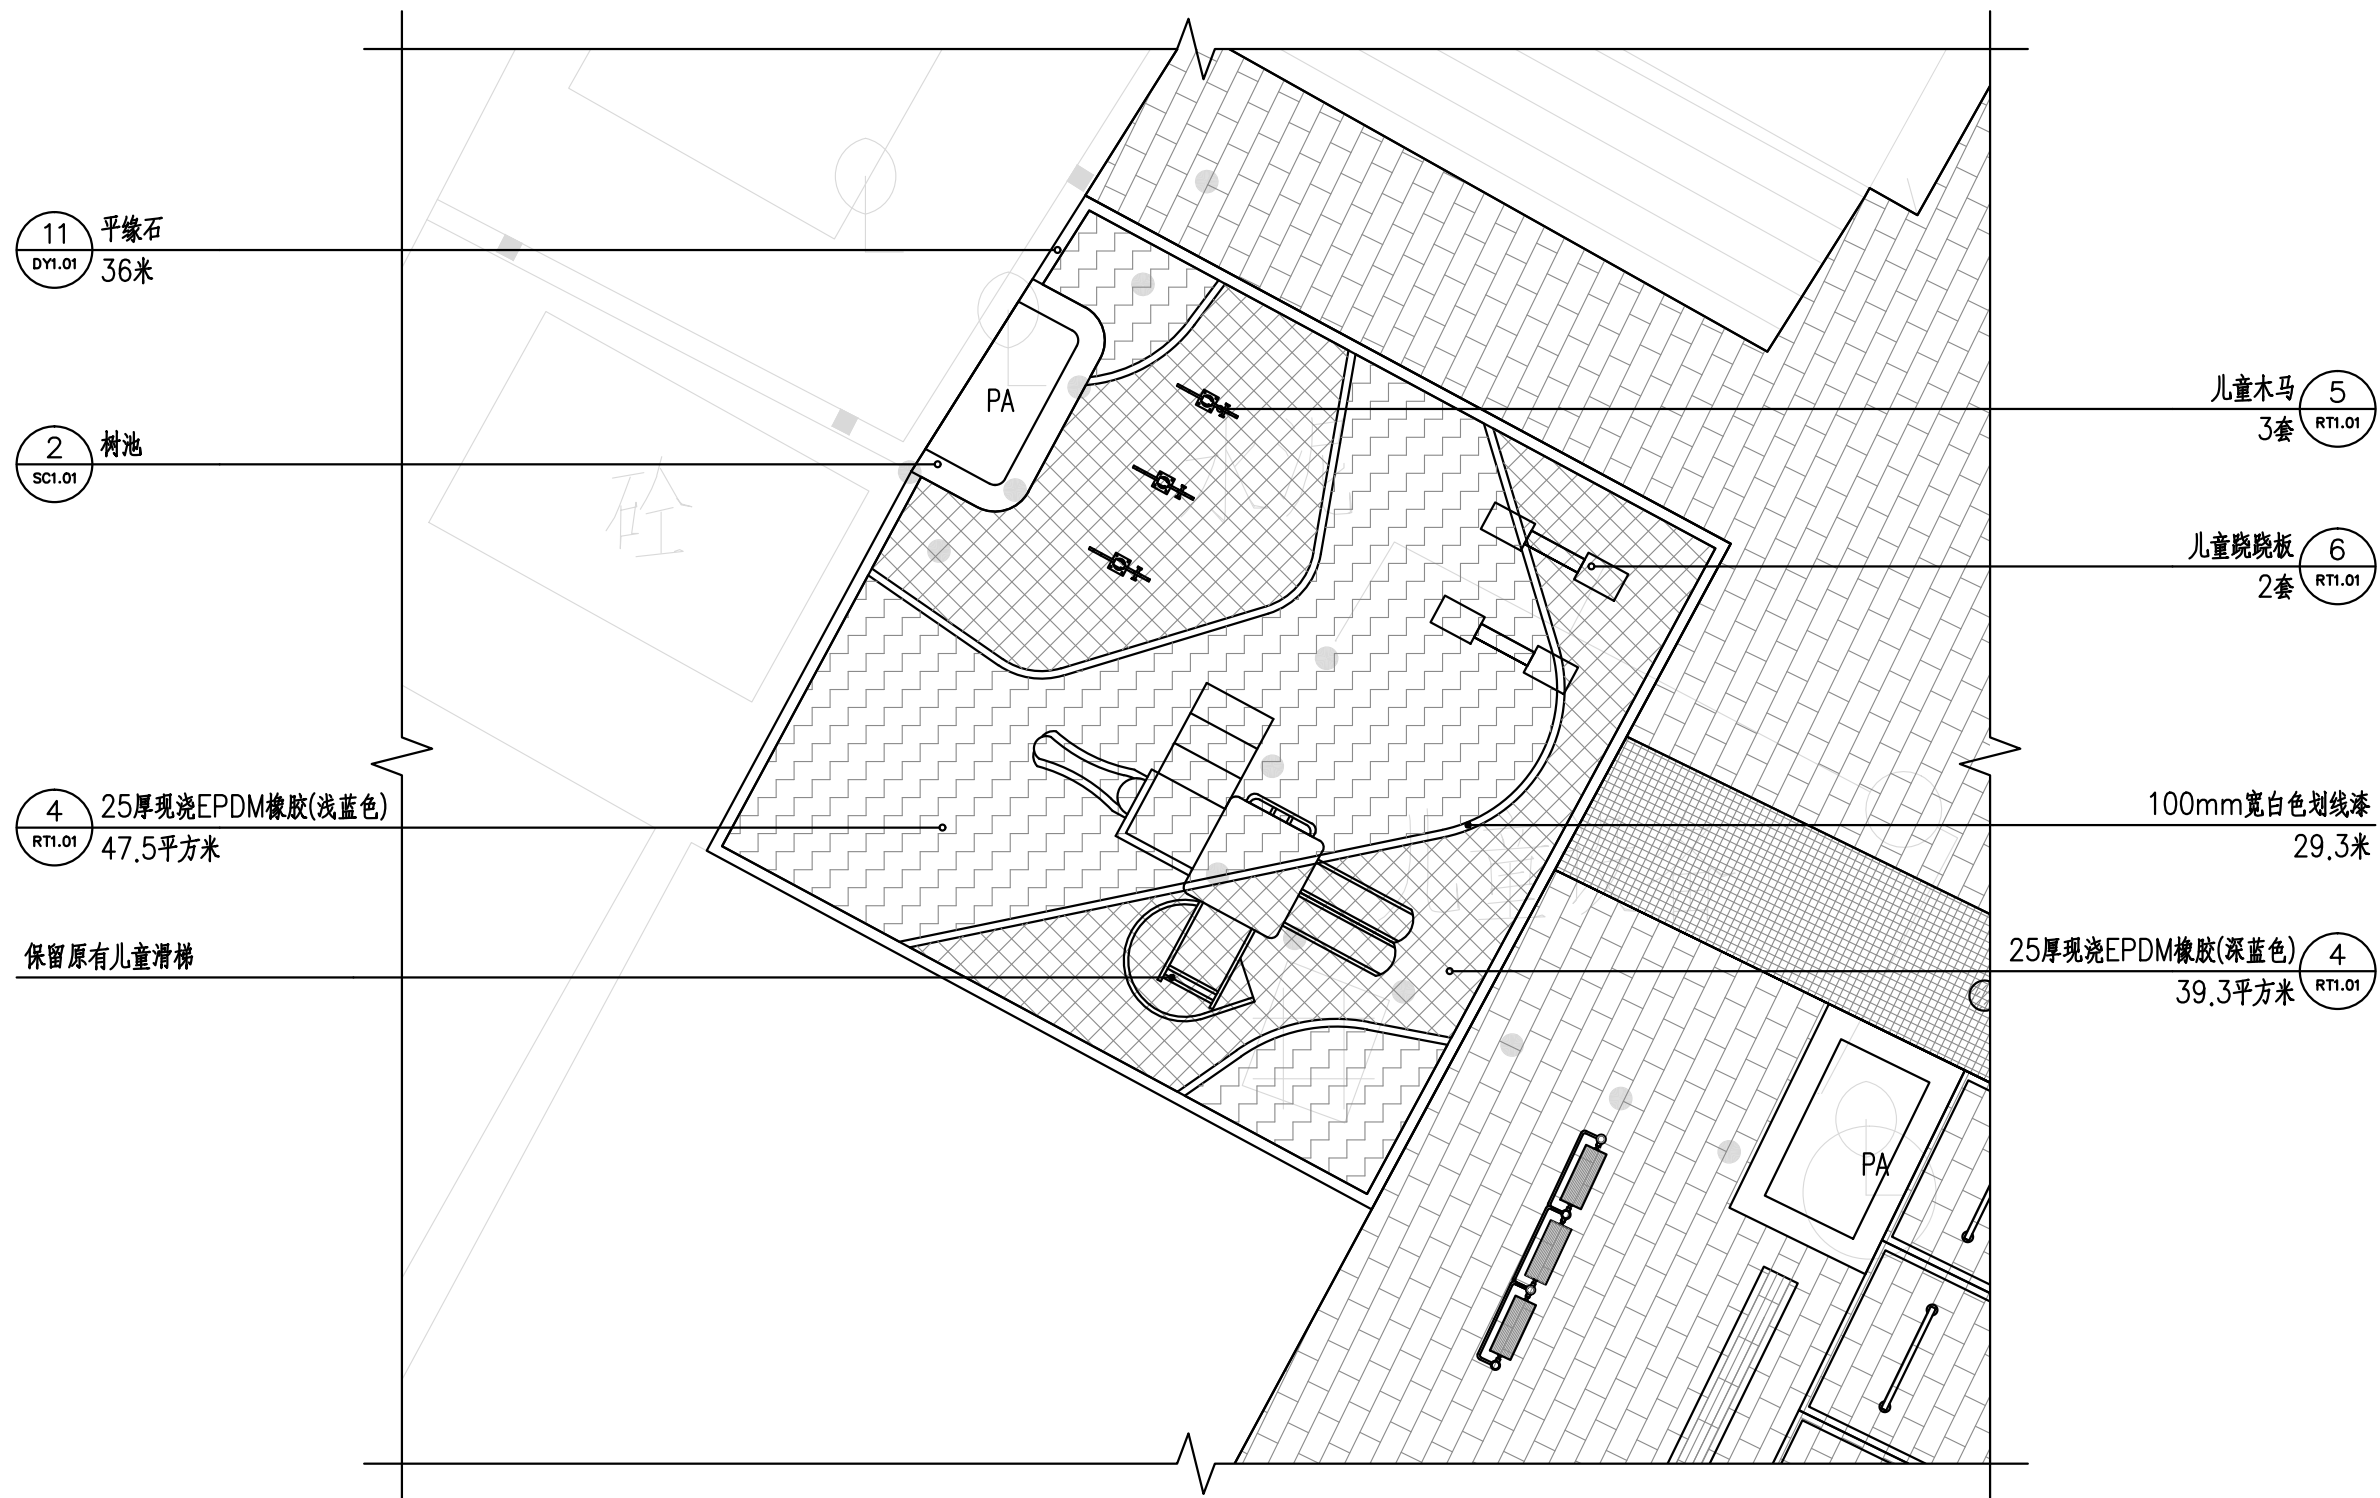 11
DY1.01
平缘石
36米
2
SC1.01
树池
4
RT1.01
25厚现浇EPDM橡胶(浅蓝色)
47.5平方米
保留原有儿童滑梯
PA
砼
儿童木马
3套
5
RT1.01
儿童跷跷板
2套
6
RT1.01
100mm宽白色划线漆
29.3米
25厚现浇EPDM橡胶(深蓝色)
39.3平方米
4
RT1.01
PA